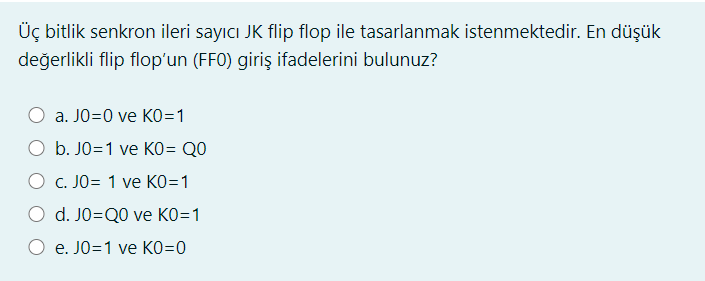 Üç bitlik senkron ileri sayıcı JK flip flop ile tasarlanmak istenmektedir. En düşük
değerlikli flip flop'un (FF0) giriş ifadelerini bulunuz?
a. J0=0 ve K0=1
b. J0=1 ve K0= Q0
c. J0= 1 ve K0=1
d. J0=Q0 ve K0=1
e. J0=1 ve K0=0